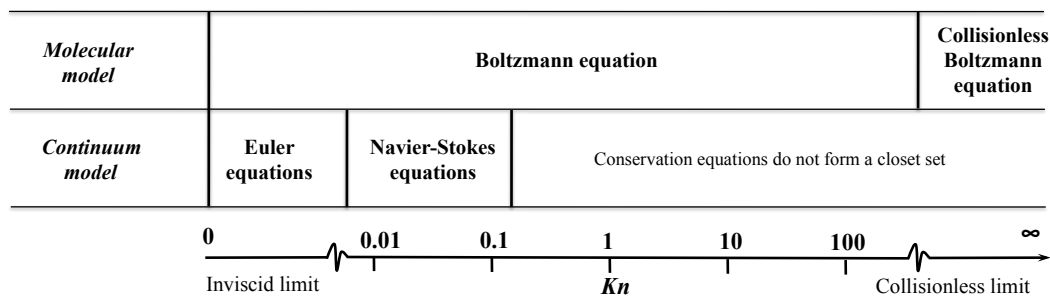 Molecular
model
Boltzmann equation
Collisionless
Boltzmann
equation
Continuum
model
Euler
equations
Navier-Stokes
equations
Conservation equations do not form a closet set
0
0.01
0.1
1
10
100
∞
Inviscid limit
Kn
Collisionless limit